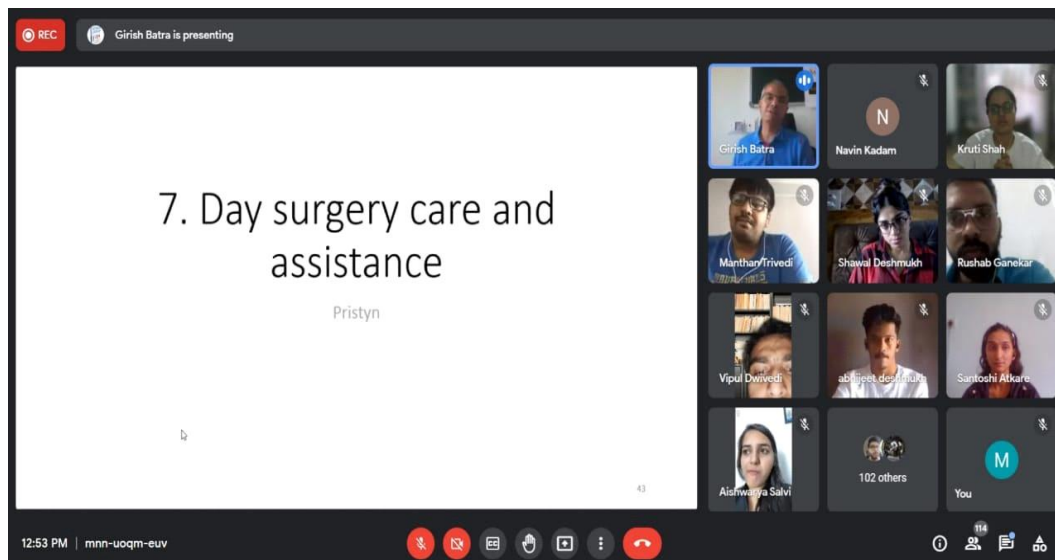 REC
Girish Batra is presenting
7. Day surgery care and
assistance
Pristyn
43
Girish Batra
N
Navin Kadam
Kruti Shah
Manthan Trivedi
Shawal Deshmukh
Rushab Ganekar
Vipul Dwivedi
abhijeet deshmukh
Santoshi Atkare
Aishwarya Salvi
102 others
M
You
12:53 PM | mnn-uoqm-euv
CC
114